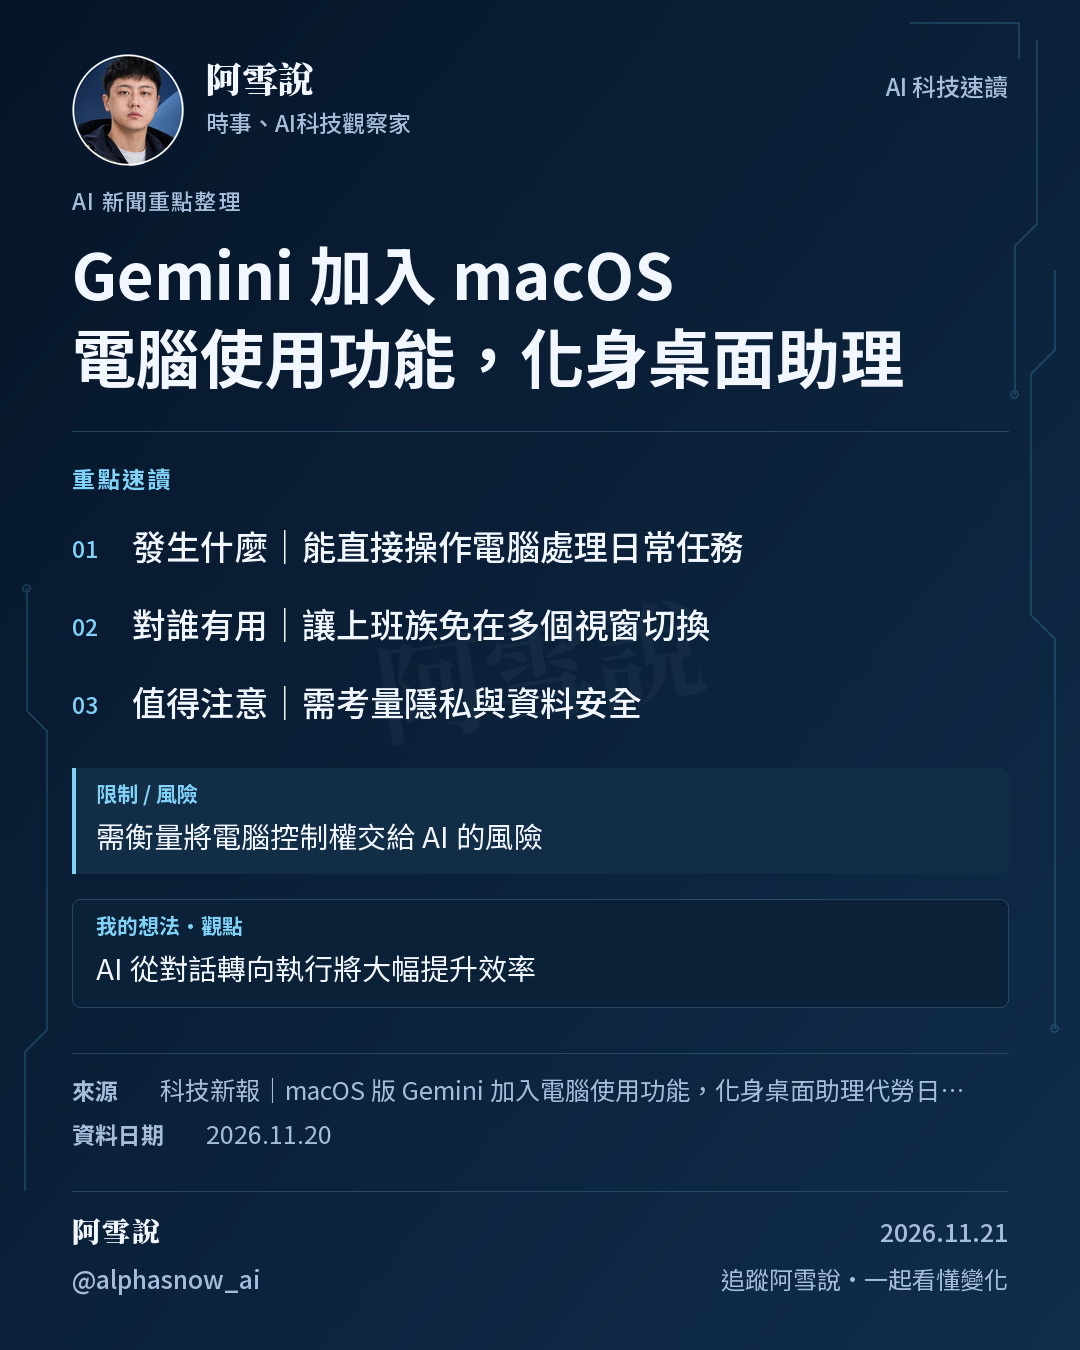 阿雪說
時事、AI科技觀察家
AI 科技速讀
AI 新聞重點整理
Gemini 加入 macOS
電腦使用功能，化身桌面助理
重點速讀
01 發生什麼｜能直接操作電腦處理日常任務
02 對誰有用｜讓上班族免在多個視窗切換
03 值得注意｜需考量隱私與資料安全
阿雪說
限制 / 風險
需衡量將電腦控制權交給 AI 的風險
我的想法・觀點
AI 從對話轉向執行將大幅提升效率
來源 科技新報｜macOS 版 Gemini 加入電腦使用功能，化身桌面助理代勞日…
資料日期 2026.11.20
阿雪說
2026.11.21
@alphasnow_ai
追蹤阿雪說・一起看懂變化